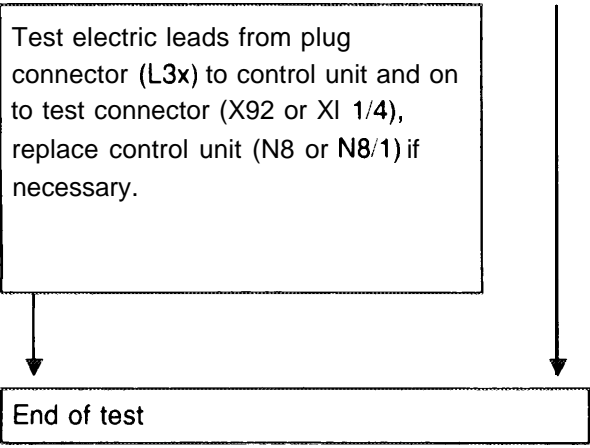 Test electric leads from plug
connector (L3x) to control unit and on
to test connector (X92 or XI 1/4),
replace control unit (N8 or N8/1) if
necessary.
End of test